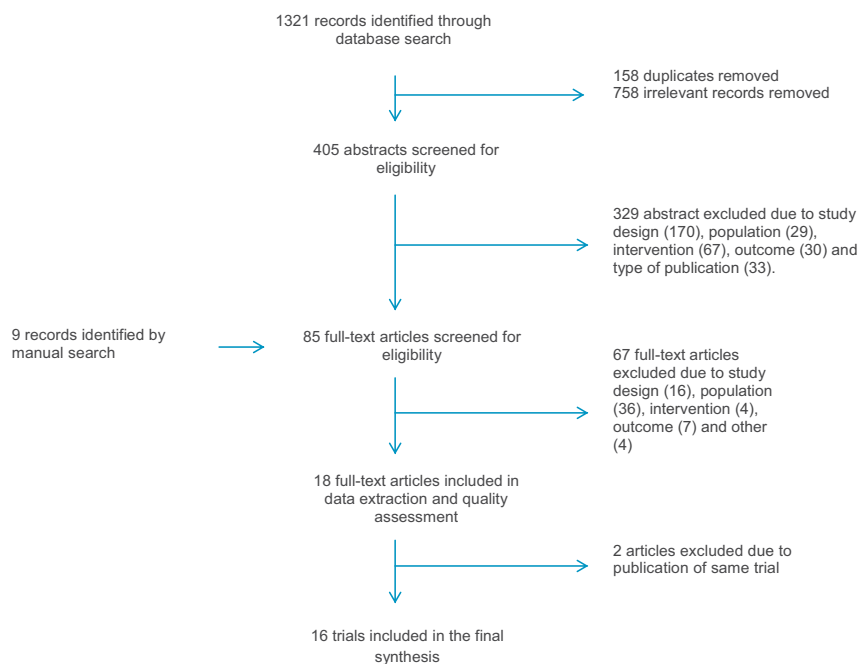 1321 records identified through
database search
158 duplicates removed
758 irrelevant records removed
405 abstracts screened for
eligibility
329 abstract excluded due to study
design (170), population (29),
intervention (67), outcome (30) and
type of publication (33).
9 records identified by
manual search
85 full-text articles screened for
eligibility
67 full-text articles
excluded due to study
design (16), population
(36), intervention (4),
outcome (7) and other
(4)
18 full-text articles included in
data extraction and quality
assessment
2 articles excluded due to
publication of same trial
16 trials included in the final
synthesis